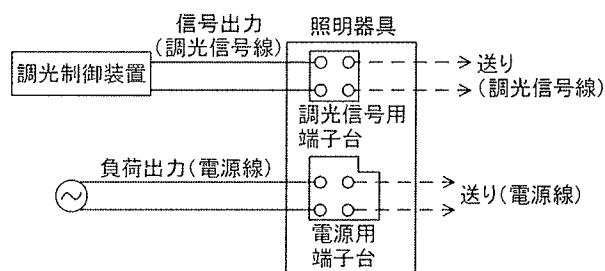 信号出力
(調光信号線)
照明器具
調光制御装置
送り
(調光信号線)
調光信号用
端子台
負荷出力(電源線)
送り(電源線)
電源用
端子台